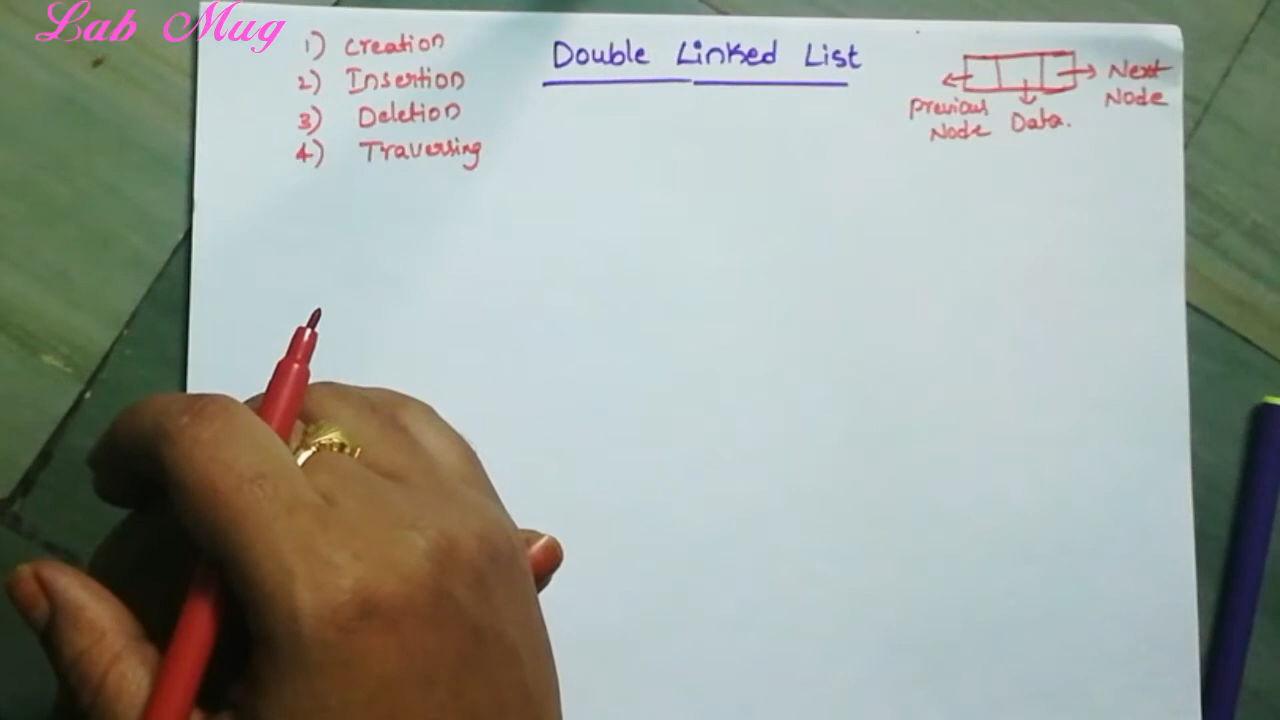 Lab Mug
1) Creation
2) Insertion
3) Deletion
4) Traversing
Double Linked List
Next
Node
Previous
Node Data.